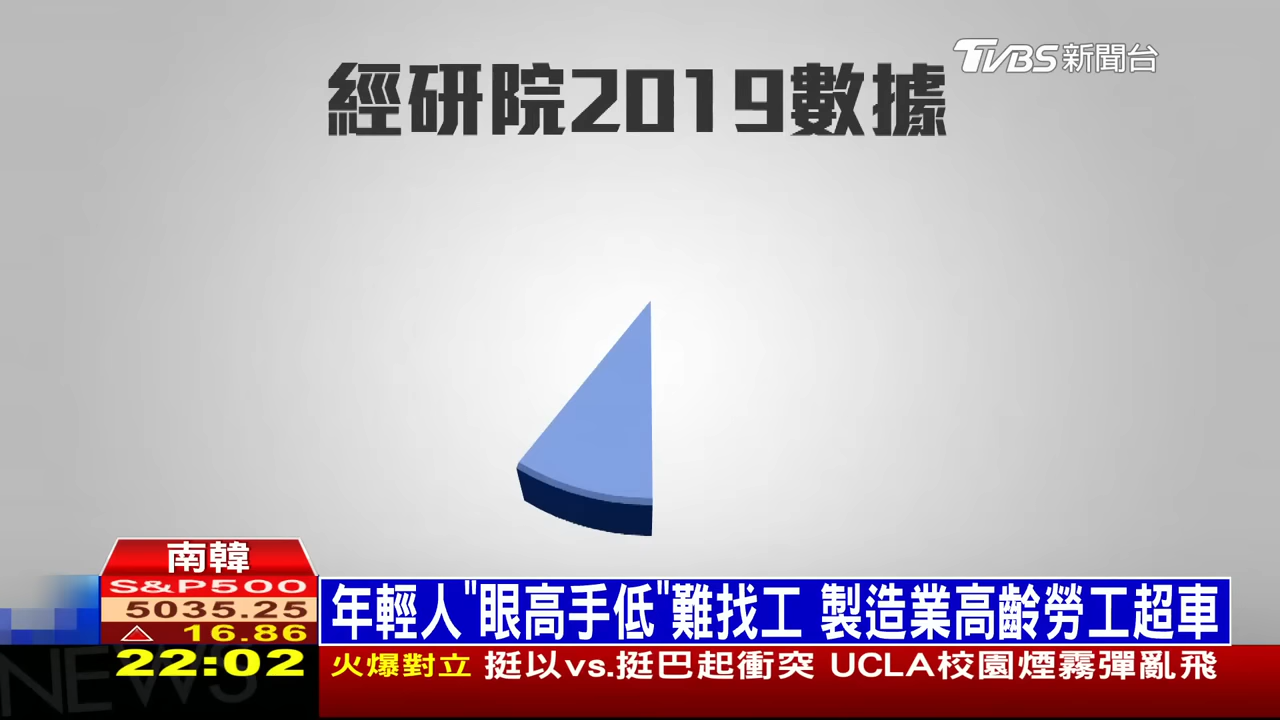 TVBS新聞台
經研院2019數據
南韓
S&P500
5035.25
16.86
年輕人"眼高手低"難找工 製造業高齡勞工超車
22:02
火爆對立 挺以vs.挺巴起衝突 UCLA校園煙霧彈亂飛
NEWS